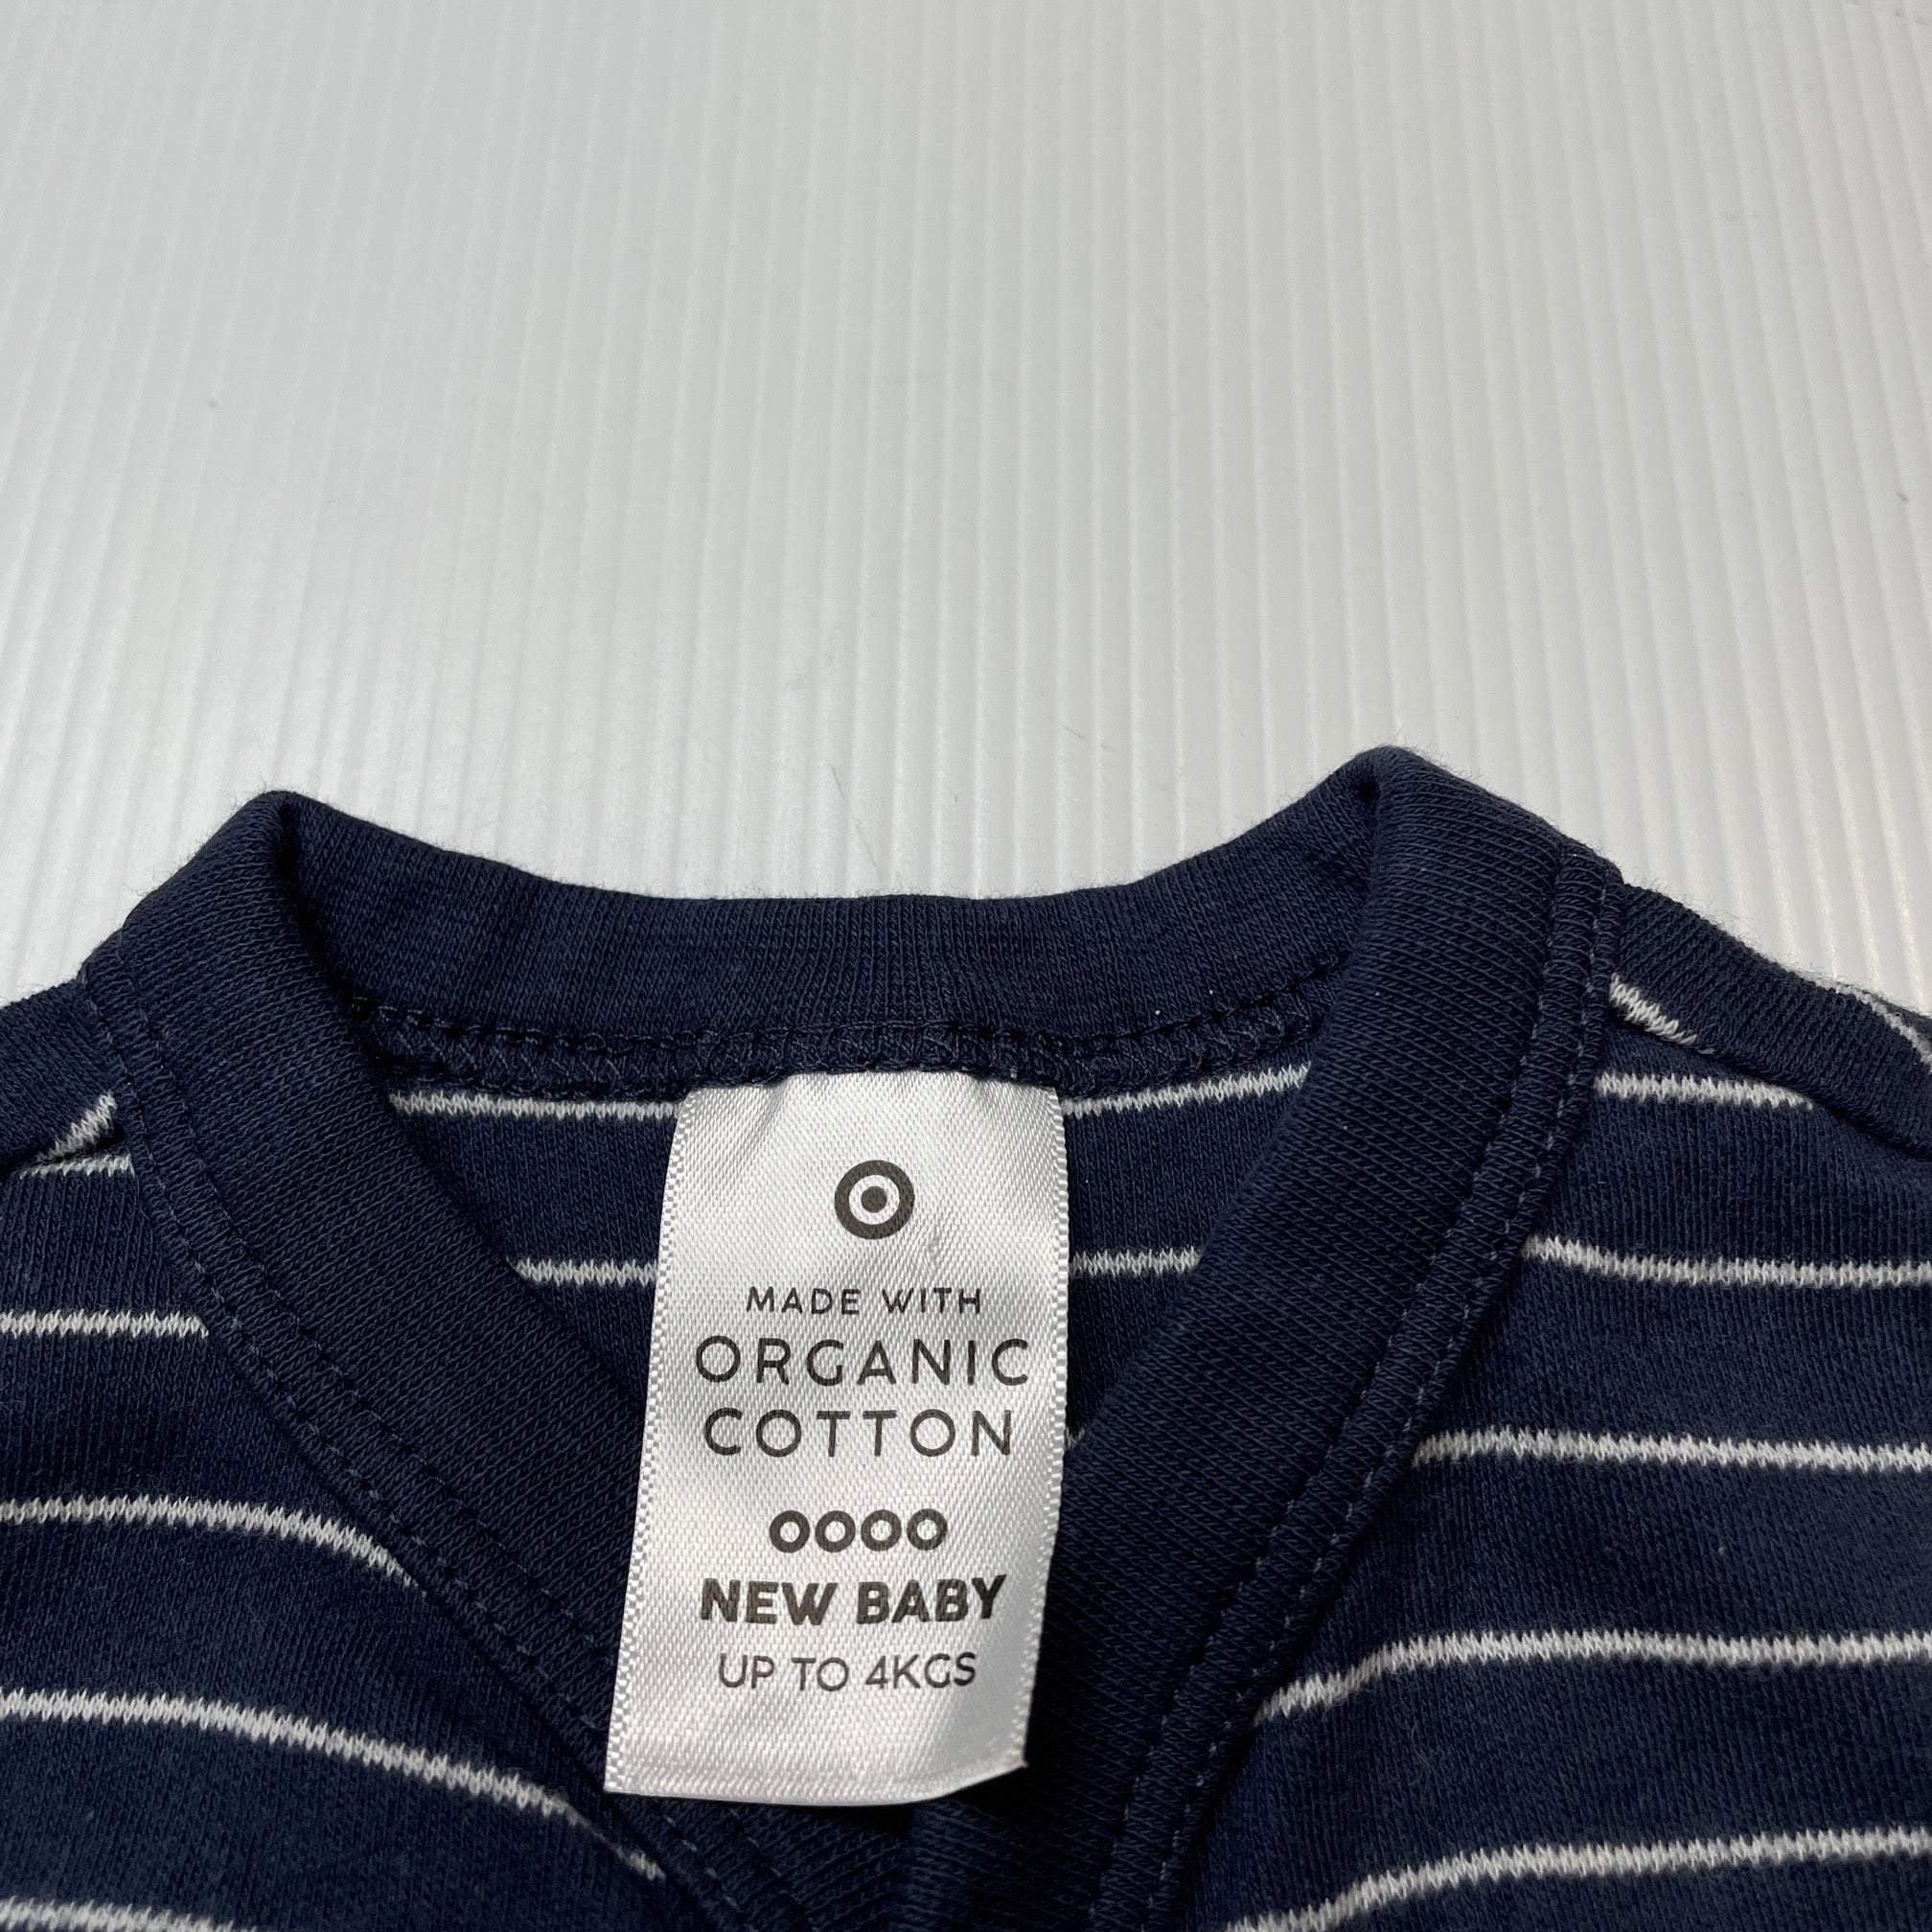 MADE WITH
ORGANIC
COTTON
0000
NEW BABY
UP TO 4KGS